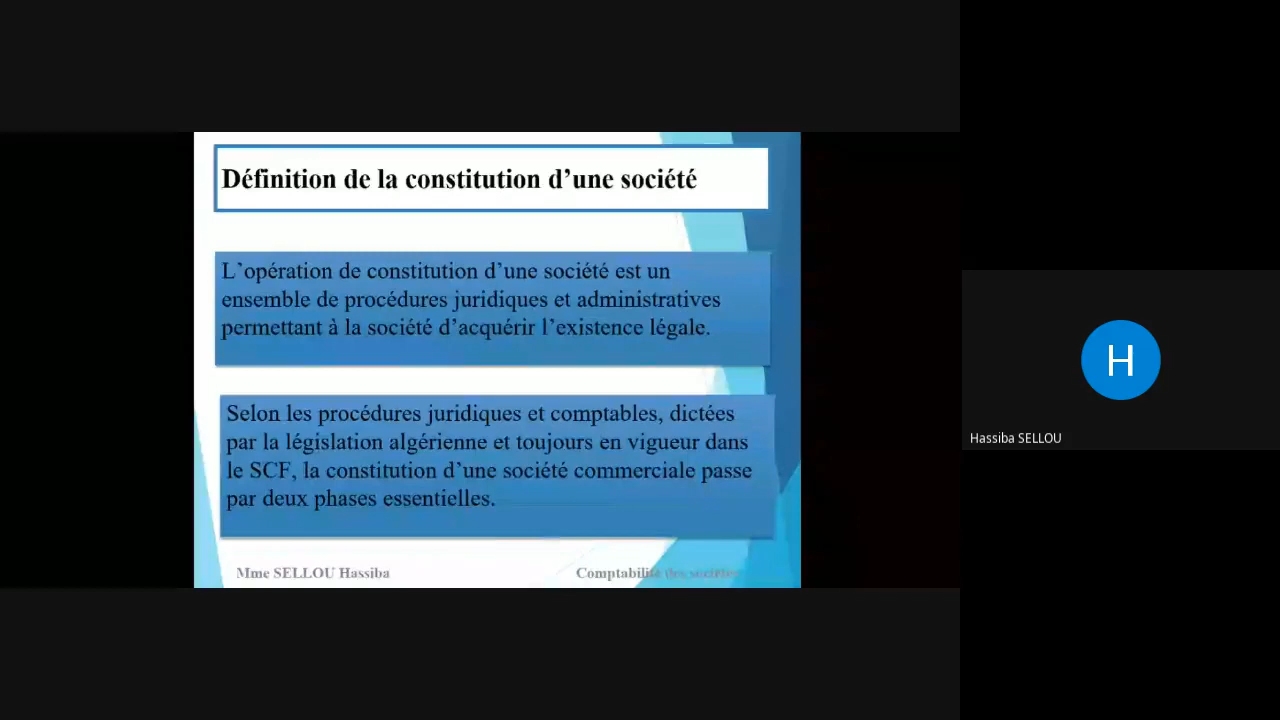 Définition de la constitution d’une société
L’opération de constitution d’une société est un
ensemble de procédures juridiques et administratives
permettant à la société d’acquérir l’existence légale.
Selon les procédures juridiques et comptables, dictées
par la législation algérienne et toujours en vigueur dans
le SCF, la constitution d’une société commerciale passe
par deux phases essentielles.
Mme SELLOU Hassiba
Comptabilité des sociétés
H
Hassiba SELLOU